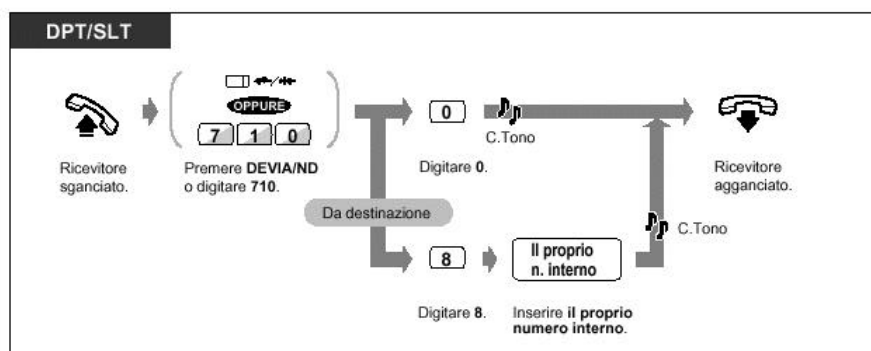 DPT/SLT
OPPURE
7 1 0
Ricevitore
sganciato.
Premere DEVIA/ND
o digitare 710.
0
C.Tono
Digitare 0.
Ricevitore
agganciato.
Da destinazione
8
Il proprio
n. interno
C.Tono
Digitare 8.
Inserire il proprio
numero interno.